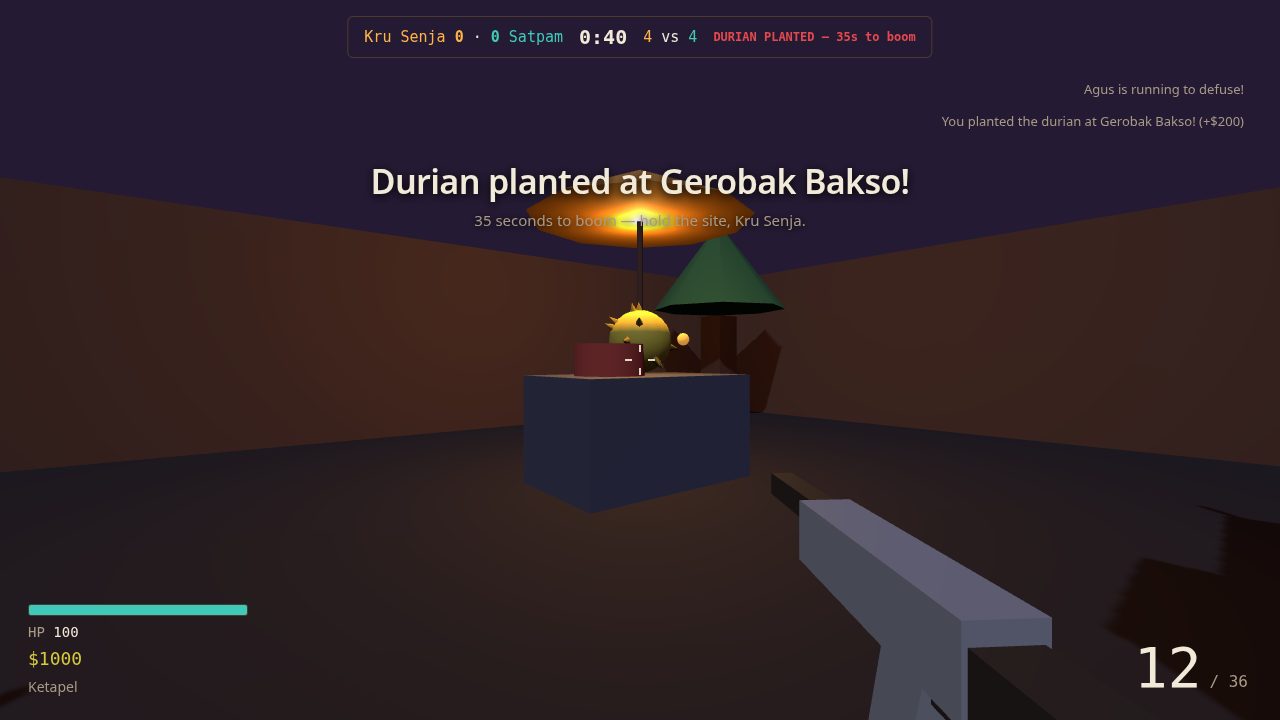 Kru Senja 0 · 0 Satpam 0:40 4 vs 4 DURIAN PLANTED — 35s to boom
Agus is running to defuse!
You planted the durian at Gerobak Bakso! (+$200)
Durian planted at Gerobak Bakso!
35 seconds to boom — hold the site, Kru Senja.
HP 100
$1000
Ketapel
12 / 36